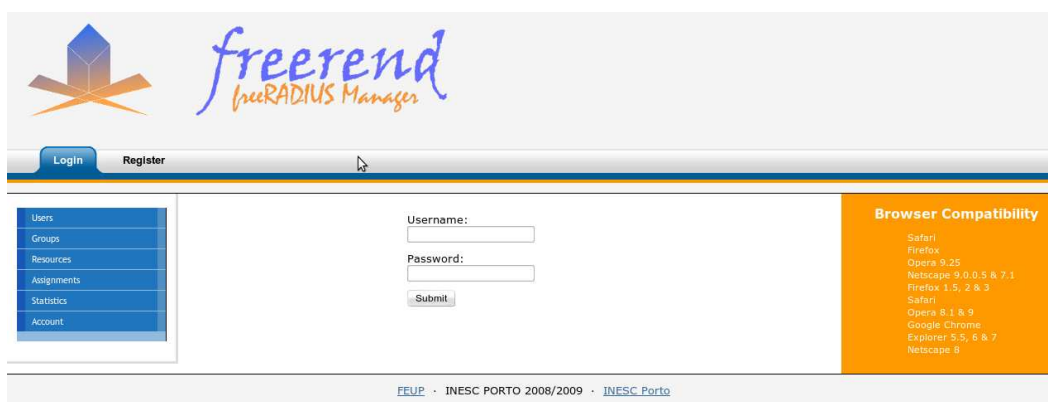 freerend
freeRADIUS Manager
Login
Register
Users
Groups
Resources
Assignments
Statistics
Account
Username:
Password:
Submit
Browser Compatibility
Safari
Firefox
Opera 9.25
Netscape 9.0.0.5 & 7.1
Firefox 1.5, 2 & 3
Safari
Opera 8.1 & 9
Google Chrome
Explorer 5.5, 6 & 7
Netscape 8
FEUP · INESC PORTO 2008/2009 · INESC Porto